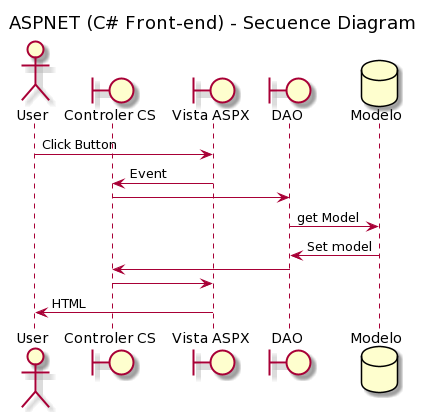 ASPNET (C# Front-end) - Secuence Diagram
User Controler CS Vista ASPX DAO Modelo
Click Button
Event
get Model
Set model
HTML
User Controler CS Vista ASPX DAO Modelo